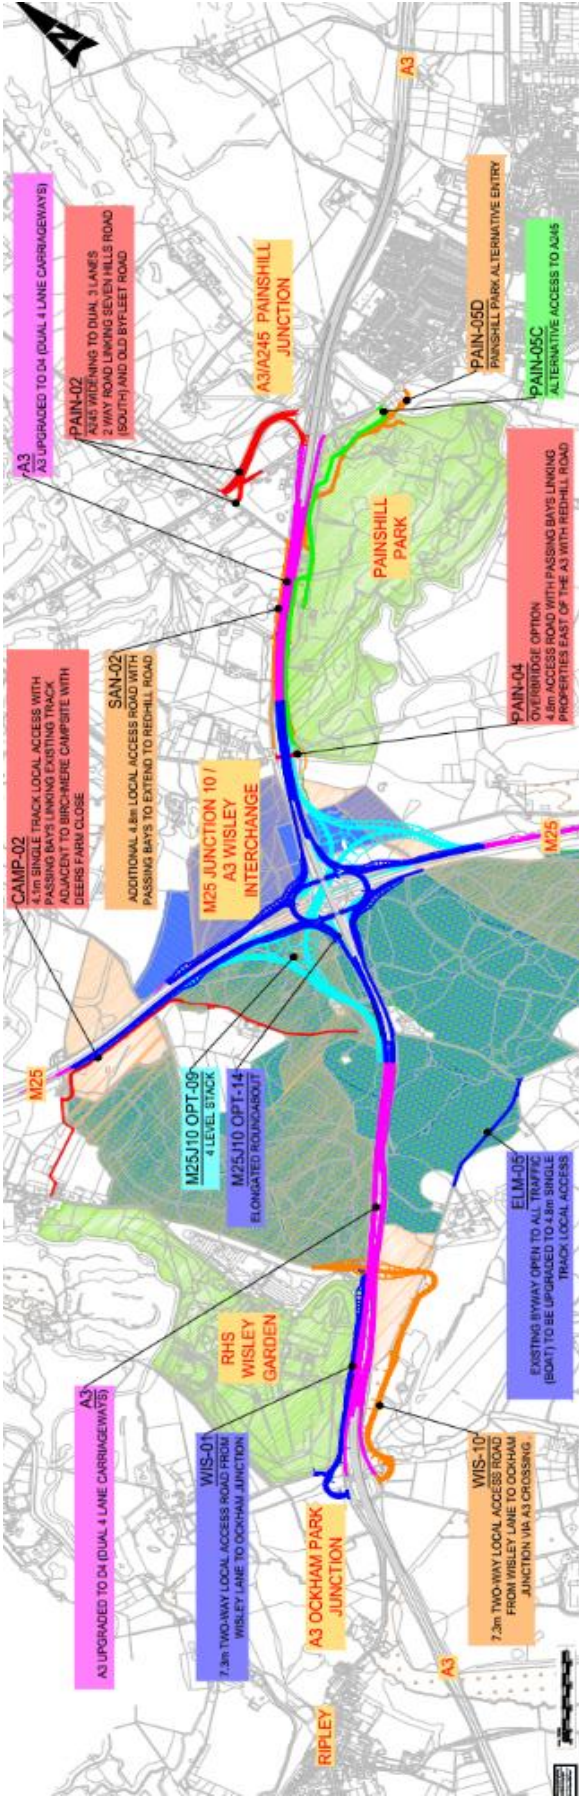 N
A3
A3
A3 UPGRADED TO D4 (DUAL 4 LANE CARRIAGEWAYS)
PAIN-02
A245 WIDENING TO DUAL 3 LANES
2 WAY ROAD LINKING SEVEN HILLS ROAD
(SOUTH) AND OLD BYFLEET ROAD
A3/A245 PAINSHILL
JUNCTION
PAIN-05D
PAINSHILL PARK ALTERNATIVE ENTRY
PAIN-05C
ALTERNATIVE ACCESS TO A245
PAINSHILL
PARK
CAMP-02
4.1m SINGLE TRACK LOCAL ACCESS WITH
PASSING BAYS LINKING EXISTING TRACK
ADJACENT TO BIRCHMERE CAMPSITE WITH
DEERS FARM CLOSE
SAN-02
ADDITIONAL 4.8m LOCAL ACCESS ROAD WITH
PASSING BAYS TO EXTEND TO REDHILL ROAD
M25 JUNCTION 10 /
A3 WISLEY
INTERCHANGE
PAIN-04
OVERBRIDGE OPTION
4.8m ACCESS ROAD WITH PASSING BAYS LINKING
PROPERTIES EAST OF THE A3 WITH REDHILL ROAD
M25
M25
M25J10 OPT-09
4 LEVEL STACK
M25J10 OPT-14
ELONGATED ROUNDABOUT
ELM-05
EXISTING BYWAY OPEN TO ALL TRAFFIC
(BOAT) TO BE UPGRADED TO 4.8m SINGLE
TRACK LOCAL ACCESS
RHS
WISLEY
GARDEN
A3
A3 UPGRADED TO D4 (DUAL 4 LANE CARRIAGEWAYS)
WIS-01
7.3m TWO-WAY LOCAL ACCESS ROAD FROM
WISLEY LANE TO OCKHAM JUNCTION
WIS-10
7.3m TWO-WAY LOCAL ACCESS ROAD
FROM WISLEY LANE TO OCKHAM
JUNCTION VIA A3 CROSSING
A3 OCKHAM PARK
JUNCTION
RIPLEY
A3